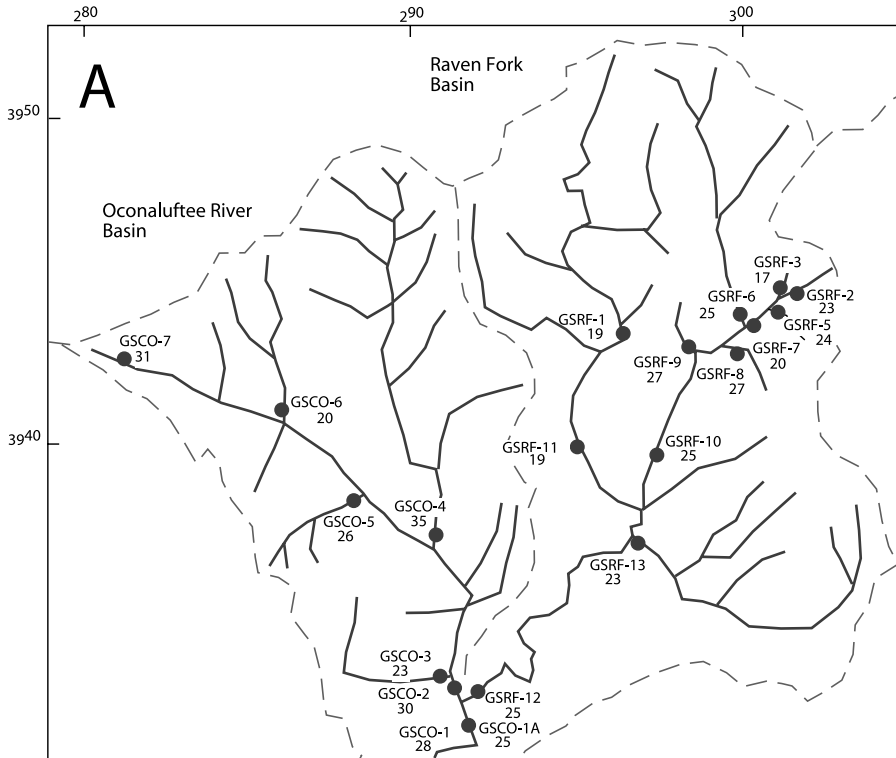 280
290
300
A
Raven Fork
Basin
3950
Oconaluftee River
Basin
GSRF-3
17
GSRF-6
25
GSRF-2
23
GSRF-1
19
GSRF-5
24
GSCO-7
31
GSRF-7
20
GSRF-9
27
GSRF-8
27
GSCO-6
20
3940
GSRF-11
19
GSRF-10
25
GSCO-4
35
GSCO-5
26
GSRF-13
23
GSCO-3
23
GSCO-2
30
GSRF-12
25
GSCO-1
28
GSCO-1A
25